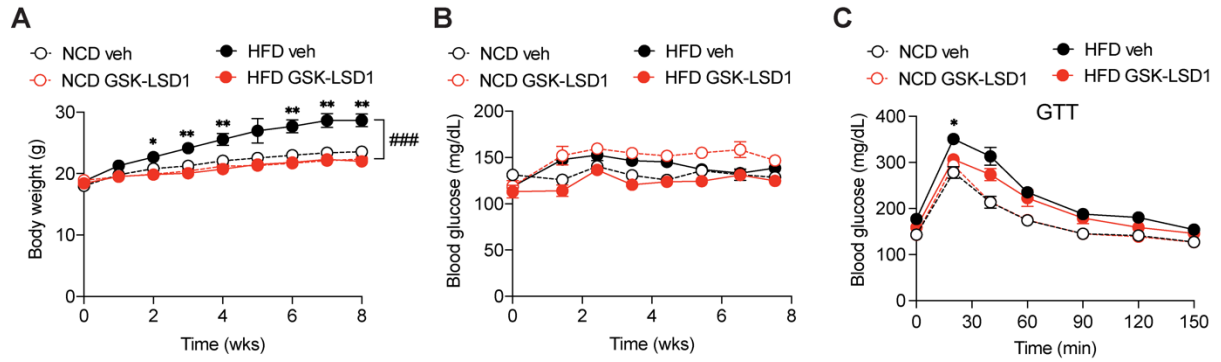 A
NCD veh
HFD veh
NCD GSK-LSD1
HFD GSK-LSD1
30
20
10
0
Body weight (g)
* ** ** ** ** **
###
0 2 4 6 8
Time (wks)
B
NCD veh
HFD veh
NCD GSK-LSD1
HFD GSK-LSD1
200
150
100
50
0
Blood glucose (mg/dL)
0 2 4 6 8
Time (wks)
C
NCD veh
HFD veh
NCD GSK-LSD1
HFD GSK-LSD1
GTT
400
300
200
100
0
Blood glucose (mg/dL)
*
0 30 60 90 120 150
Time (min)